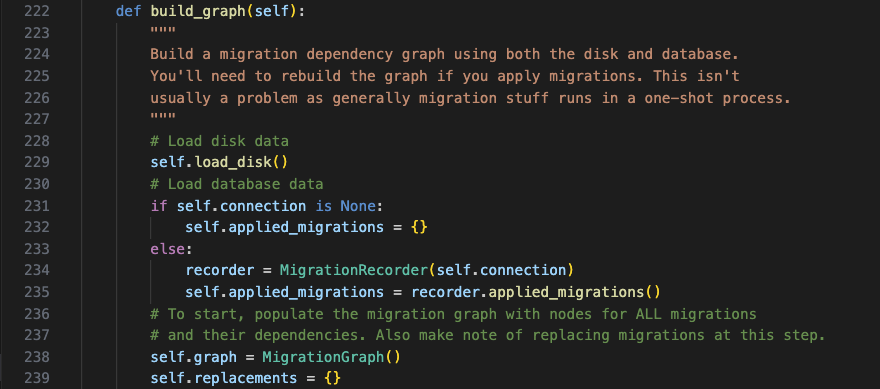 222 def build_graph(self):
223 """
224 Build a migration dependency graph using both the disk and database.
225 You'll need to rebuild the graph if you apply migrations. This isn't
226 usually a problem as generally migration stuff runs in a one-shot process.
227 """
228 # Load disk data
229 self.load_disk()
230 # Load database data
231 if self.connection is None:
232 self.applied_migrations = {}
233 else:
234 recorder = MigrationRecorder(self.connection)
235 self.applied_migrations = recorder.applied_migrations()
236 # To start, populate the migration graph with nodes for ALL migrations
237 # and their dependencies. Also make note of replacing migrations at this step.
238 self.graph = MigrationGraph()
239 self.replacements = {}